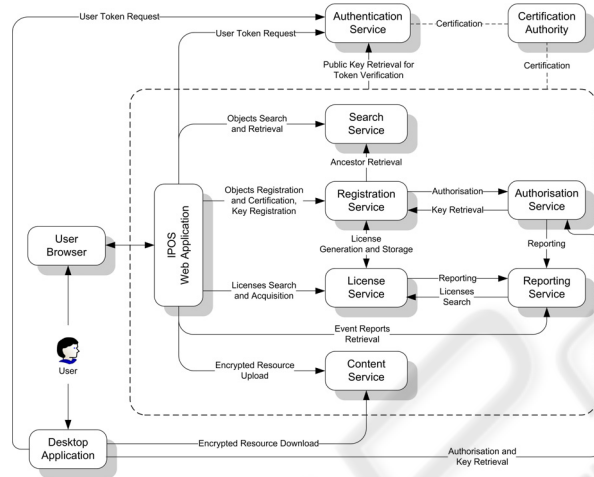 User Token Request
Authentication
Service
Certification
Certification
Authority
User Token Request
Public Key Retrieval for
Token Verification
Certification
Objects Search
and Retrieval
Search
Service
Ancestor Retrieval
Objects Registration
and Certification,
Key Registration
Registration
Service
Authorisation
Key Retrieval
Authorisation
Service
IPOS
Web Application
User
Browser
License
Generation and Storage
Reporting
Licenses Search
and Acquisition
License
Service
Reporting
Licenses
Search
Reporting
Service
Event Reports
Retrieval
Encrypted Resource
Upload
Content
Service
User
Desktop
Application
Encrypted Resource Download
Authorisation and
Key Retrieval